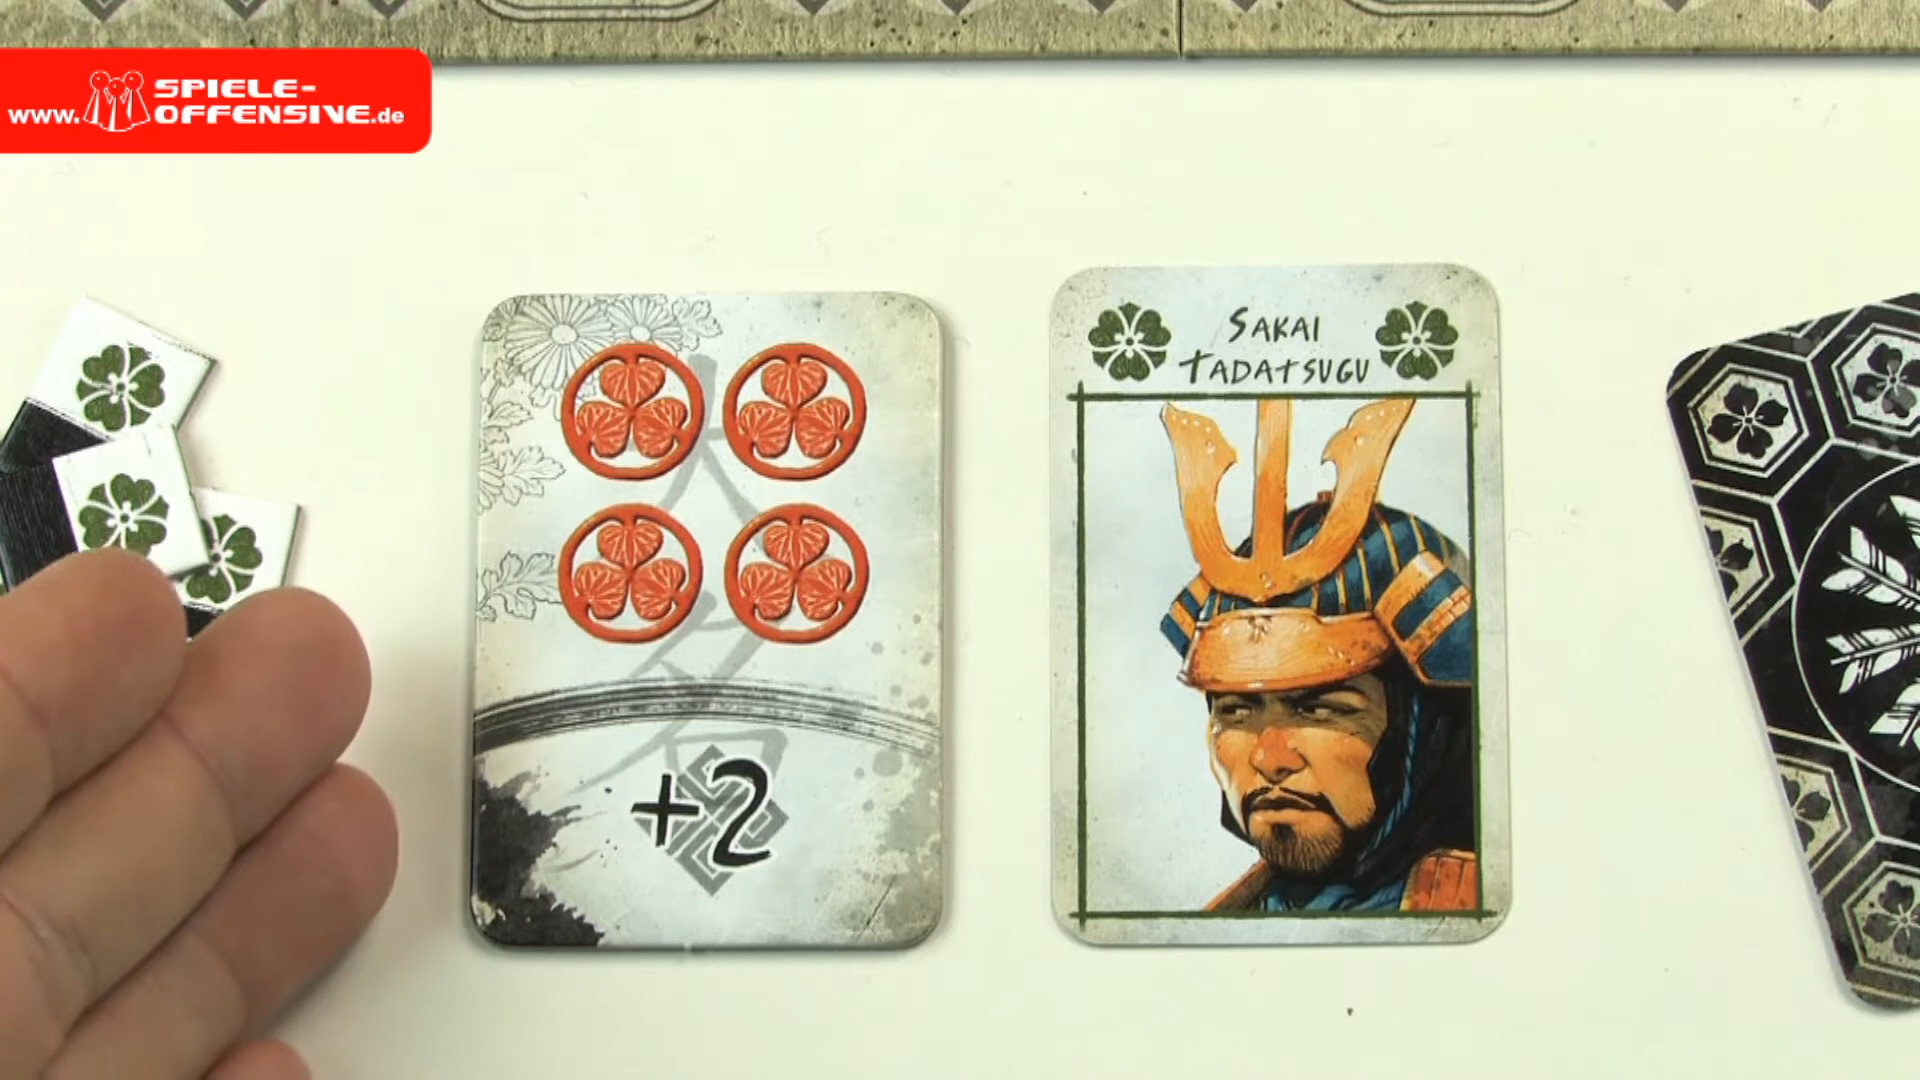 www.SPIELE-
OFFENSIVE.de
SAKAI
TADATSUGU
+2